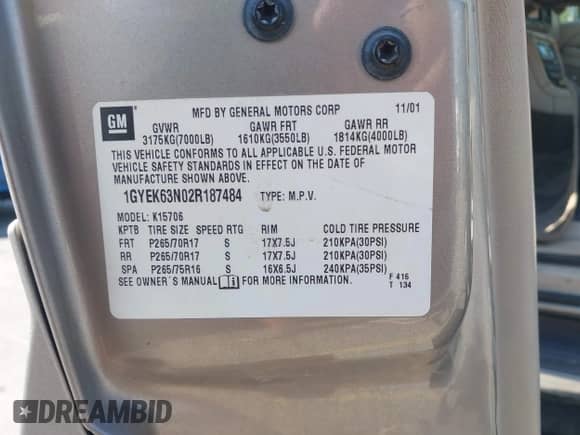 GM
MFD BY GENERAL MOTORS CORP 11/01
GVWR GAWR FRT GAWR RR
3175KG(7000LB) 1610KG(3550LB) 1814KG(4000LB)
THIS VEHICLE CONFORMS TO ALL APPLICABLE U.S. FEDERAL MOTOR
VEHICLE SAFETY STANDARDS IN EFFECT ON THE DATE OF
MANUFACTURE SHOWN ABOVE.
1GYEK63N02R187484 TYPE: M.P.V.
MODEL: K15706
KPTB TIRE SIZE SPEED RTG RIM COLD TIRE PRESSURE
FRT P265/70R17 S 17X7.5J 210KPA(30PSI)
RR P265/70R17 S 17X7.5J 210KPA(30PSI)
SPA P265/75R16 S 16X6.5J 240KPA(35PSI)
SEE OWNER'S MANUAL FOR MORE INFORMATION.
F 416
T 134
DREAMBID